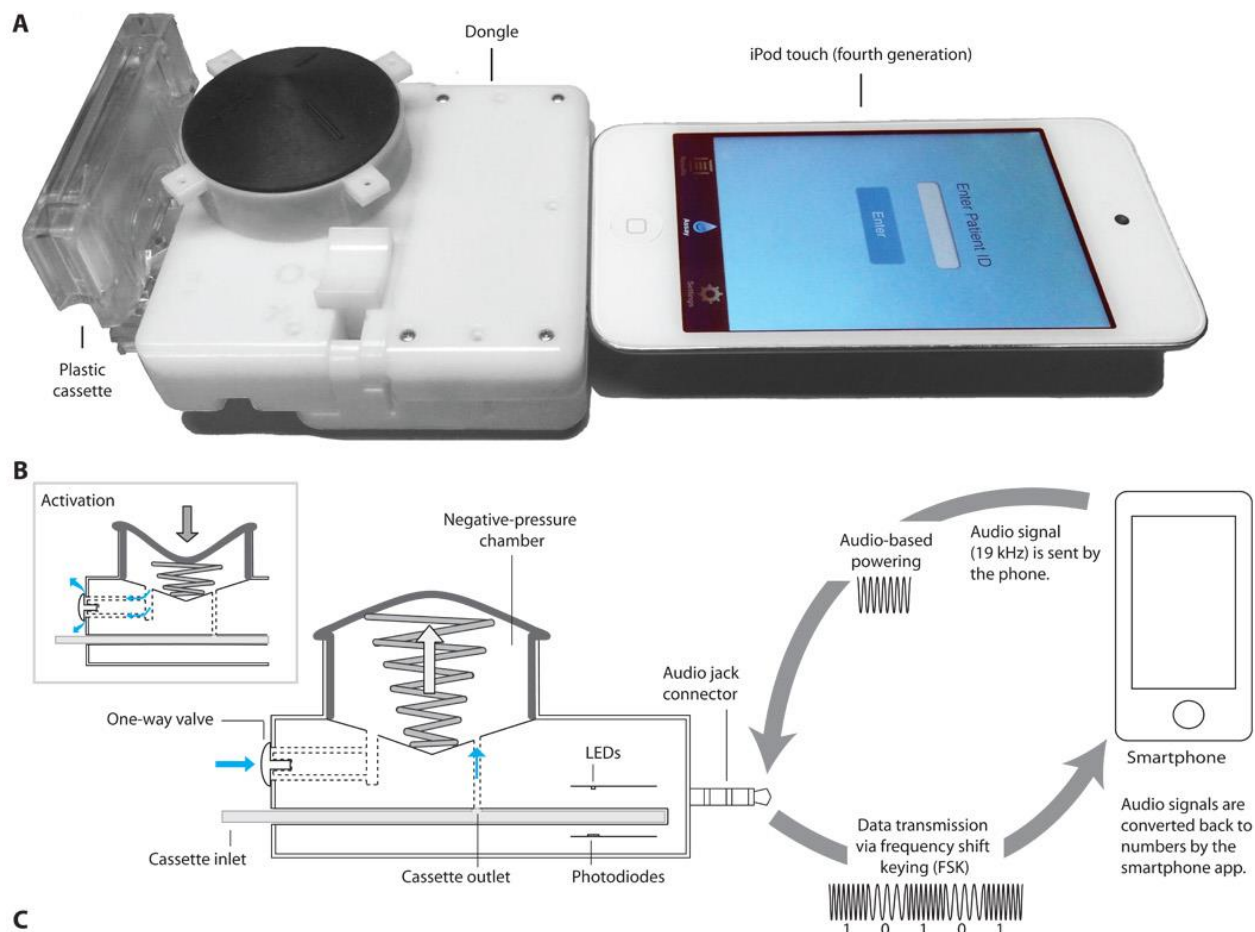 A
Dongle
iPod touch (fourth generation)
Enter Patient ID
Enter
Results
Assay
Settings
Plastic
cassette
B
Activation
Negative-pressure
chamber
Audio-based
powering
Audio signal
(19 kHz) is sent by
the phone.
One-way valve
Audio jack
connector
LEDs
Smartphone
Cassette inlet
Cassette outlet
Photodiodes
Data transmission
via frequency shift
keying (FSK)
1 0 1 0 1
Audio signals are
converted back to
numbers by the
smartphone app.
C